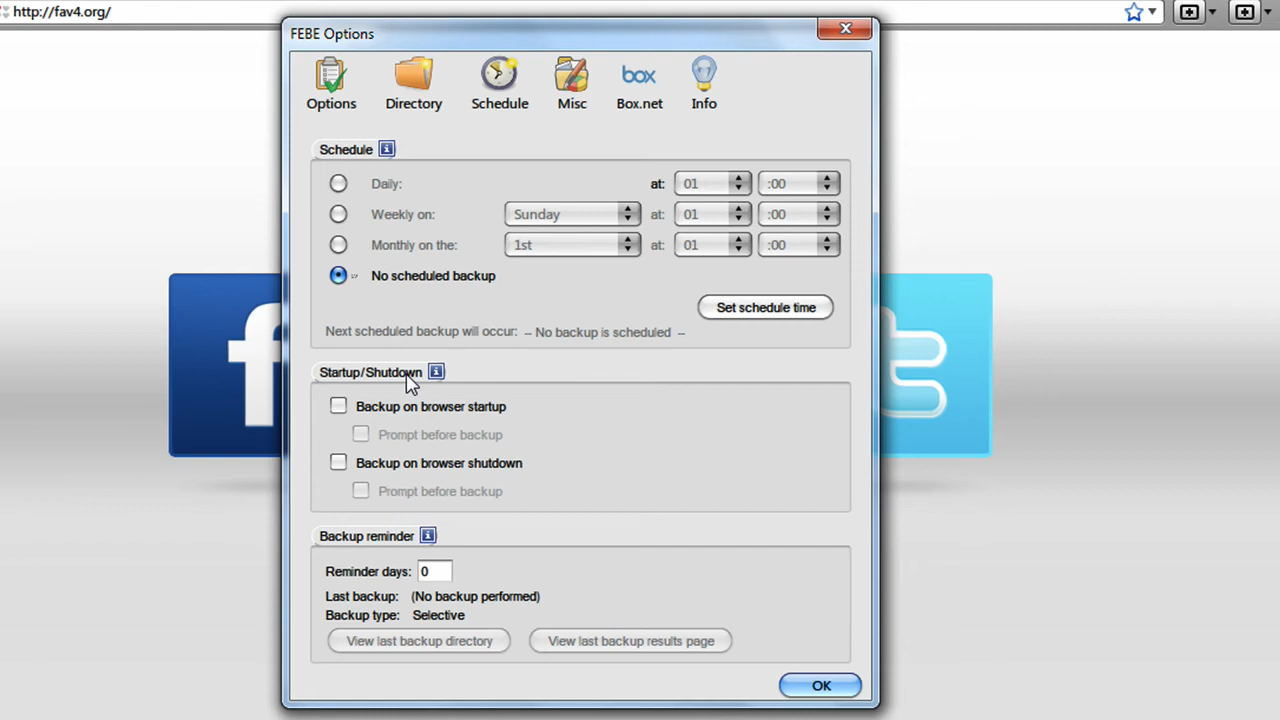 http://fav4.org/
FEBE Options
Options Directory Schedule Misc box Box.net Info
Schedule
Daily: at: 01 :00
Weekly on: Sunday at: 01 :00
Monthly on the: 1st at: 01 :00
No scheduled backup
Set schedule time
Next scheduled backup will occur: -- No backup is scheduled --
Startup/Shutdown
Backup on browser startup
Prompt before backup
Backup on browser shutdown
Prompt before backup
Backup reminder
Reminder days: 0
Last backup: (No backup performed)
Backup type: Selective
View last backup directory View last backup results page
OK